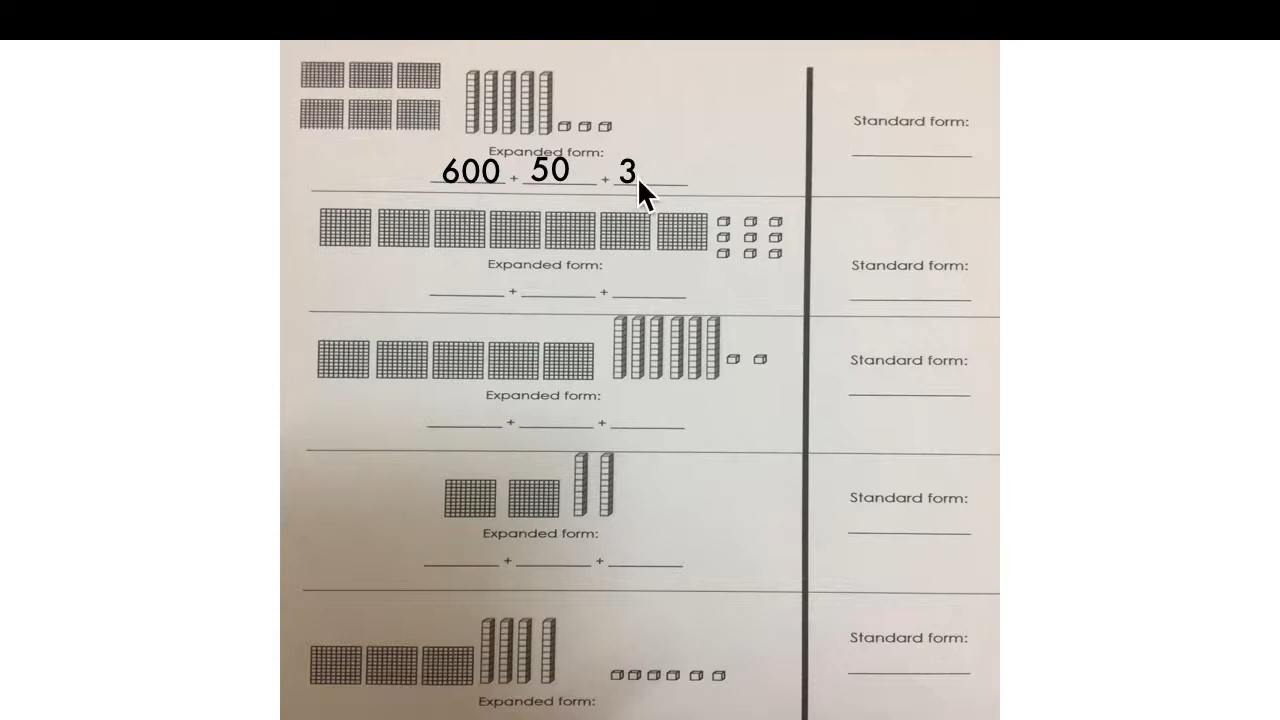 Expanded form:
600 + 50 + 3
Standard form:
Expanded form:
+ +
Standard form:
Expanded form:
+ +
Standard form:
Expanded form:
+ +
Standard form:
Expanded form:
Standard form: